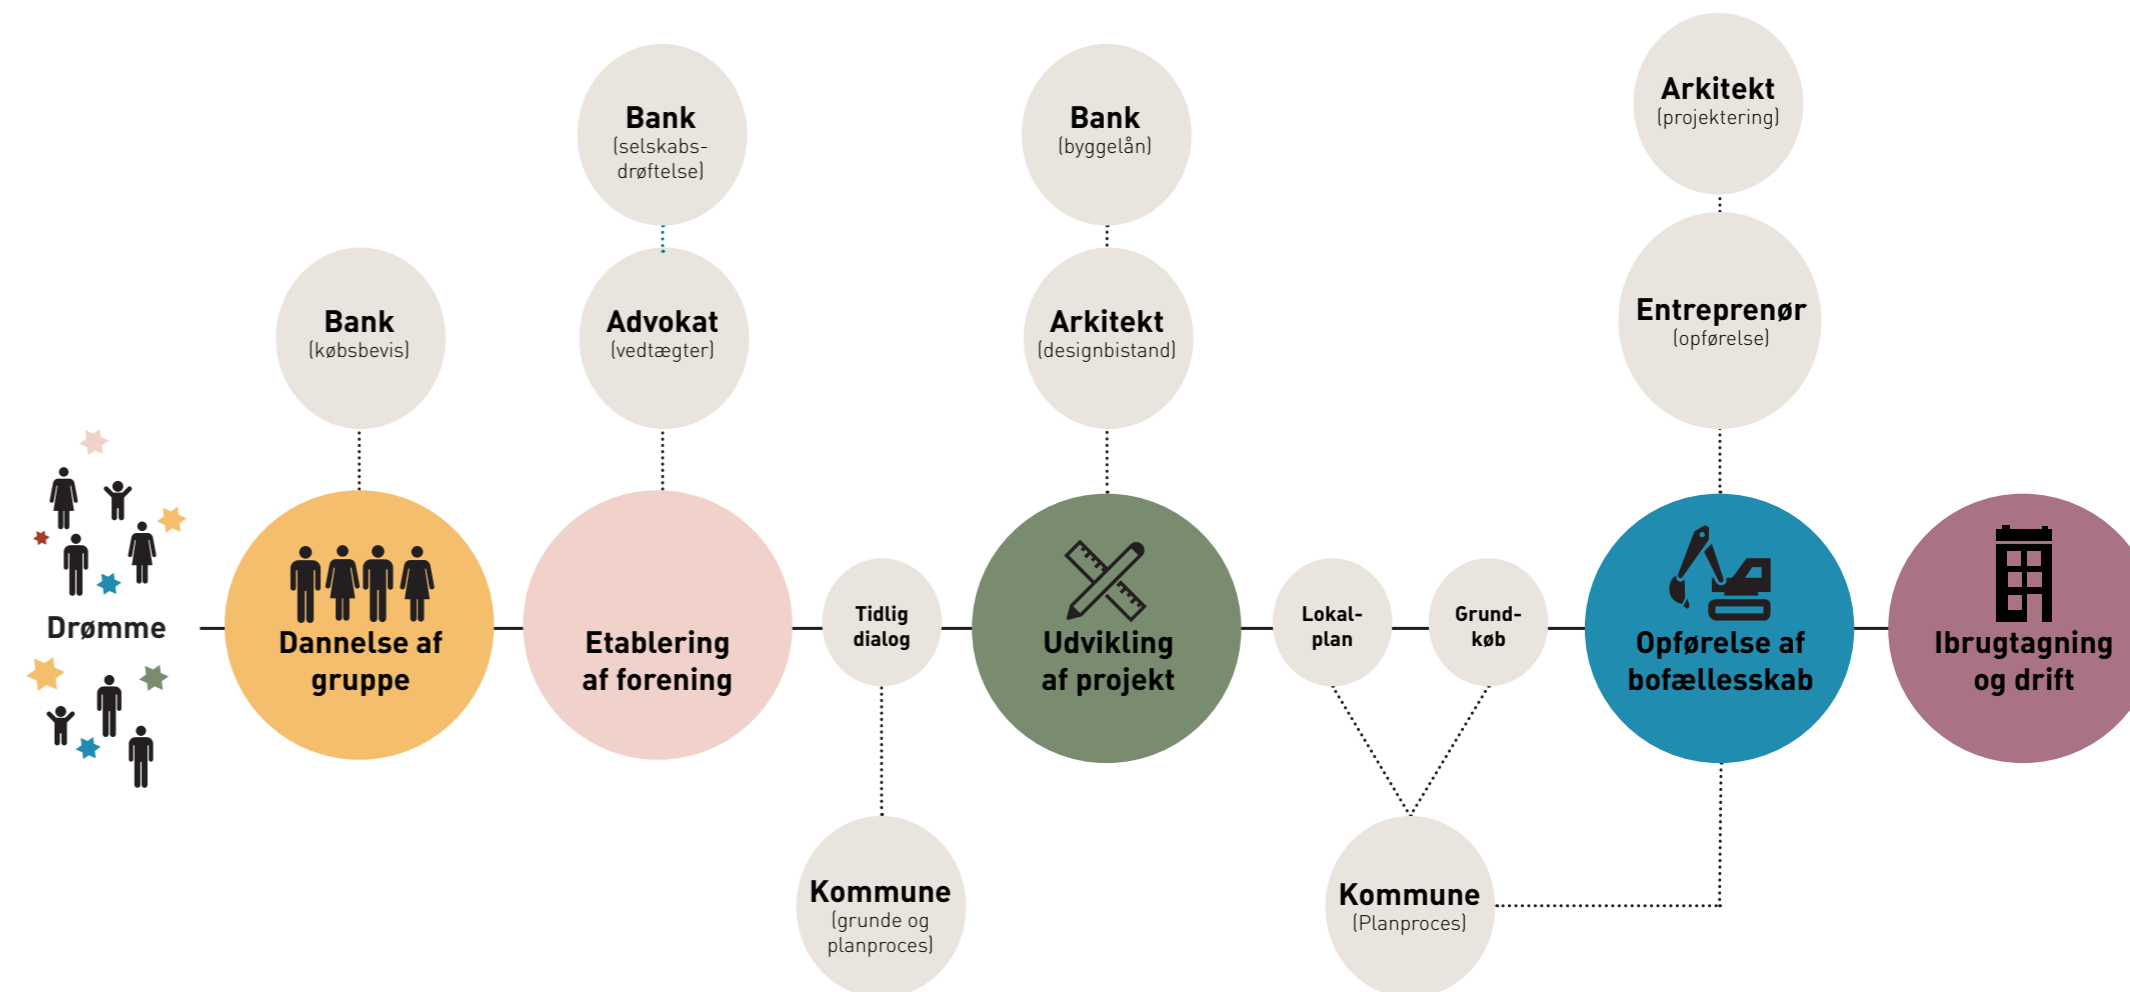 Bank
(selskabs-
drøftelse)
Bank
(byggelån)
Arkitekt
(projektering)
Bank
(købsbevis)
Advokat
(vedtægter)
Arkitekt
(designbistand)
Entreprenør
(opførelse)
Drømme
Dannelse af
gruppe
Etablering
af forening
Tidlig
dialog
Udvikling
af projekt
Lokal-
plan
Grund-
køb
Opførelse af
bofællesskab
Ibrugtagning
og drift
Kommune
(grunde og
planproces)
Kommune
(Planproces)